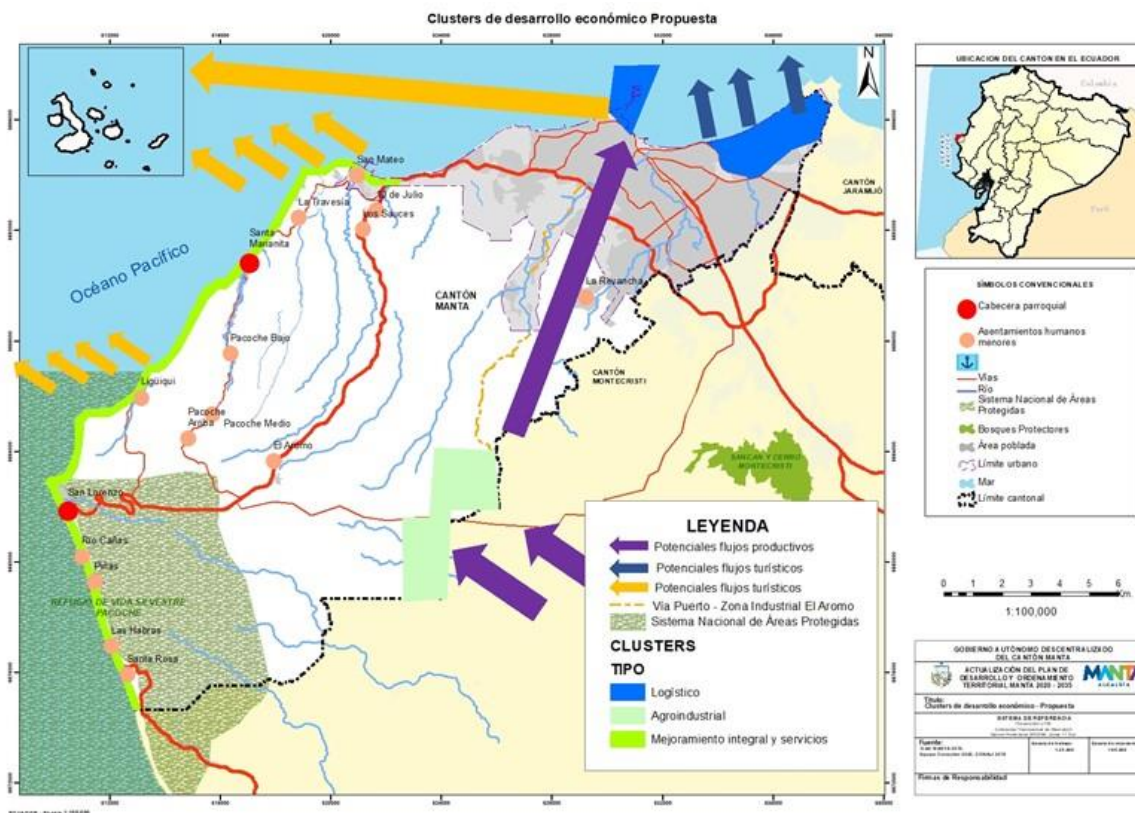 Clusters de desarrollo económico Propuesta
N
San Mateo
de Julio
Los Sauces
La Travesía
Santa
Marianita
Océano Pacífico
CANTÓN
MANTA
La Revancha
CANTÓN
JARAMIJÓ
CANTÓN
MONTECRISTI
Pacoche Bajo
Ligüiqui
Pacoche
Arriba
Pacoche Medio
El Aromo
SANCAN Y CERRO
MONTECRISTI
San Lorenzo
Río Cañas
Piñas
REFUGIO DE VIDA SILVESTRE
PACOCHE
Las Habras
Santa Rosa
LEYENDA
Potenciales flujos productivos
Potenciales flujos turísticos
Potenciales flujos turísticos
Vía Puerto - Zona Industrial El Aromo
Sistema Nacional de Áreas Protegidas
CLUSTERS
TIPO
Logístico
Agroindustrial
Mejoramiento integral y servicios
UBICACION DEL CANTON EN EL ECUADOR
Colombia
Perú
SÍMBOLOS CONVENCIONALES
Cabecera parroquial
Asentamientos humanos
menores
Vías
Río
Sistema Nacional de Áreas
Protegidas
Bosques Protectores
Área poblada
Límite urbano
Mar
Límite cantonal
0 1 2 4 6
Km
1:100,000
GOBIERNO AUTÓNOMO DESCENTRALIZADO
DEL CANTÓN MANTA
ACTUALIZACIÓN DEL PLAN DE
DESARROLLO Y ORDENAMIENTO
TERRITORIAL MANTA 2020 - 2035
MANTA
ALCALDÍA
Título:
Clusters de desarrollo económico - Propuesta
SISTEMA DE REFERENCIA
Fuente:
Firmas de Responsabilidad